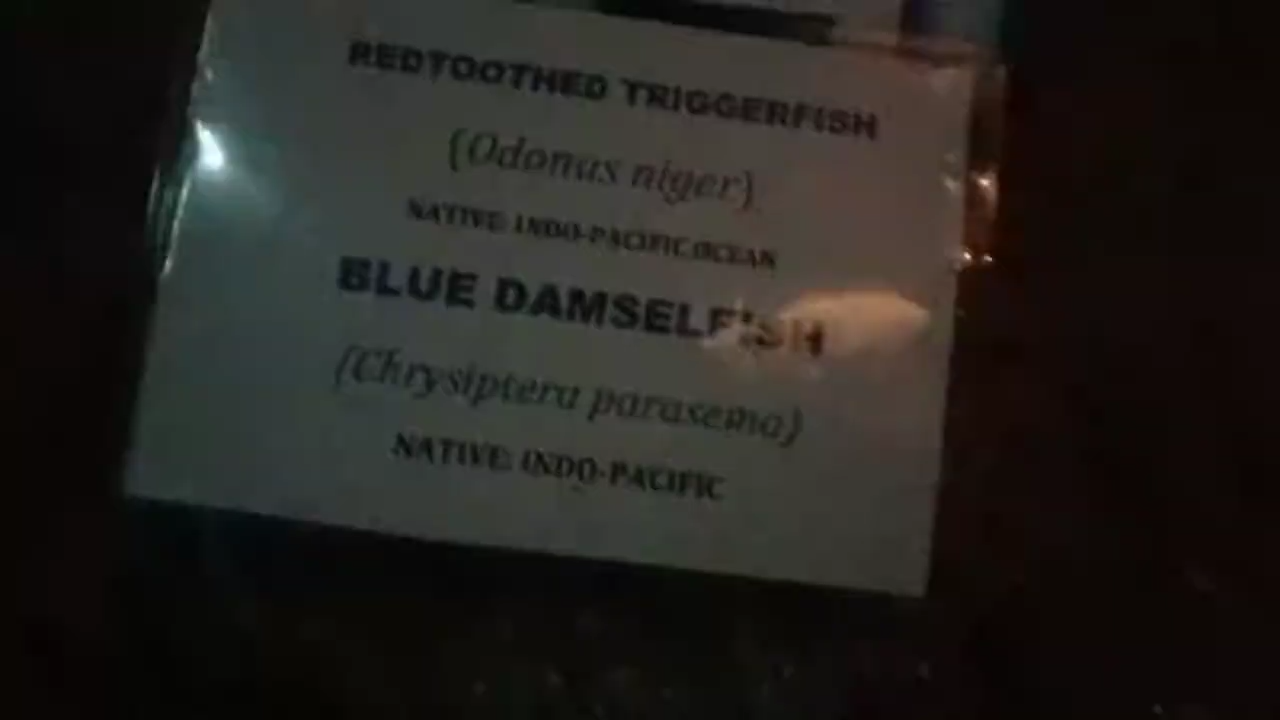 REDTOOTHED TRIGGERFISH
(Odonus niger)
NATIVE: INDO-PACIFIC OCEAN
BLUE DAMSELFISH
(Chrysiptera parasema)
NATIVE: INDO-PACIFIC